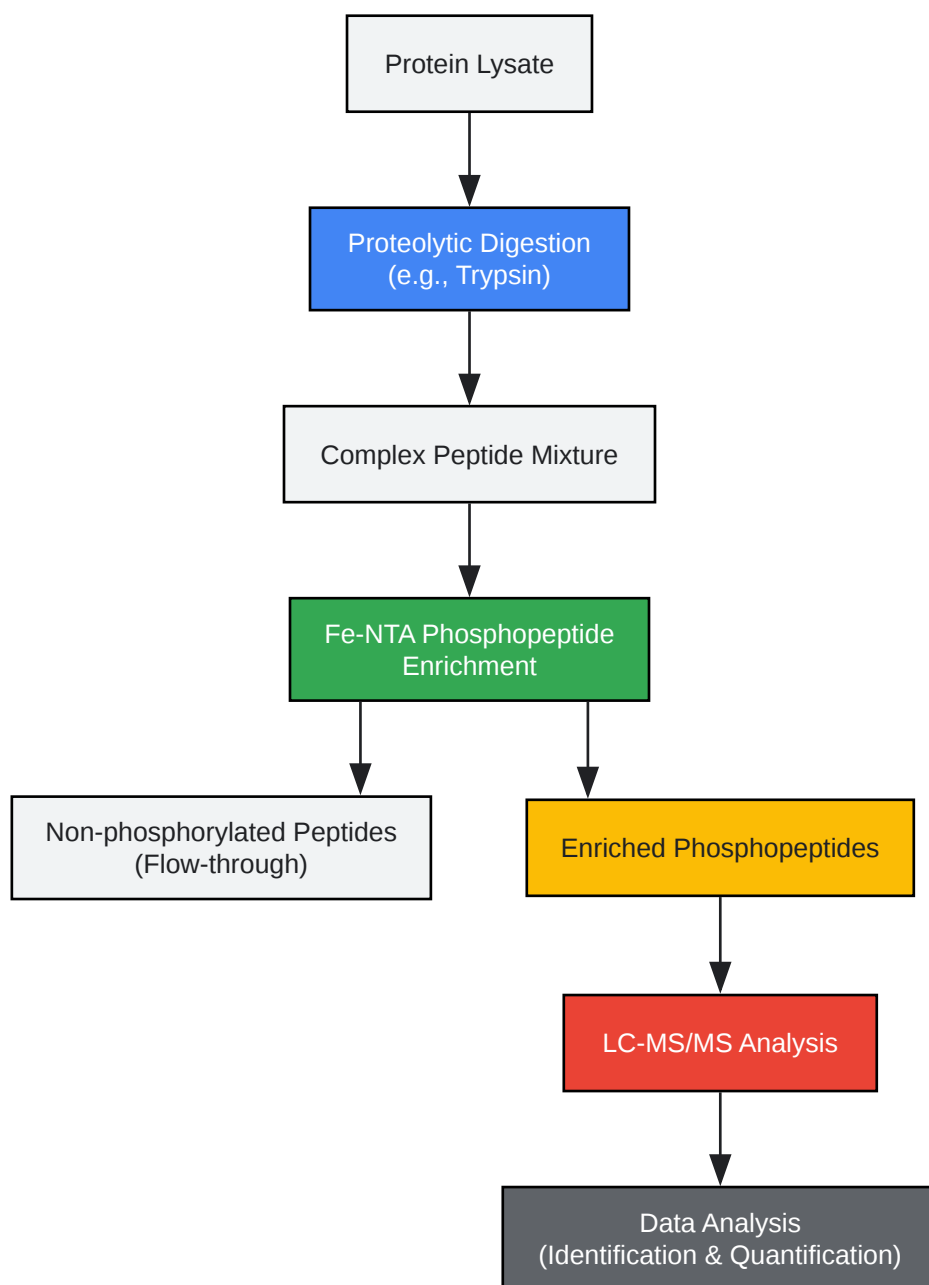 Protein Lysate
Proteolytic Digestion
(e.g., Trypsin)
Complex Peptide Mixture
Fe-NTA Phosphopeptide
Enrichment
Non-phosphorylated Peptides
(Flow-through)
Enriched Phosphopeptides
LC-MS/MS Analysis
Data Analysis
(Identification & Quantification)